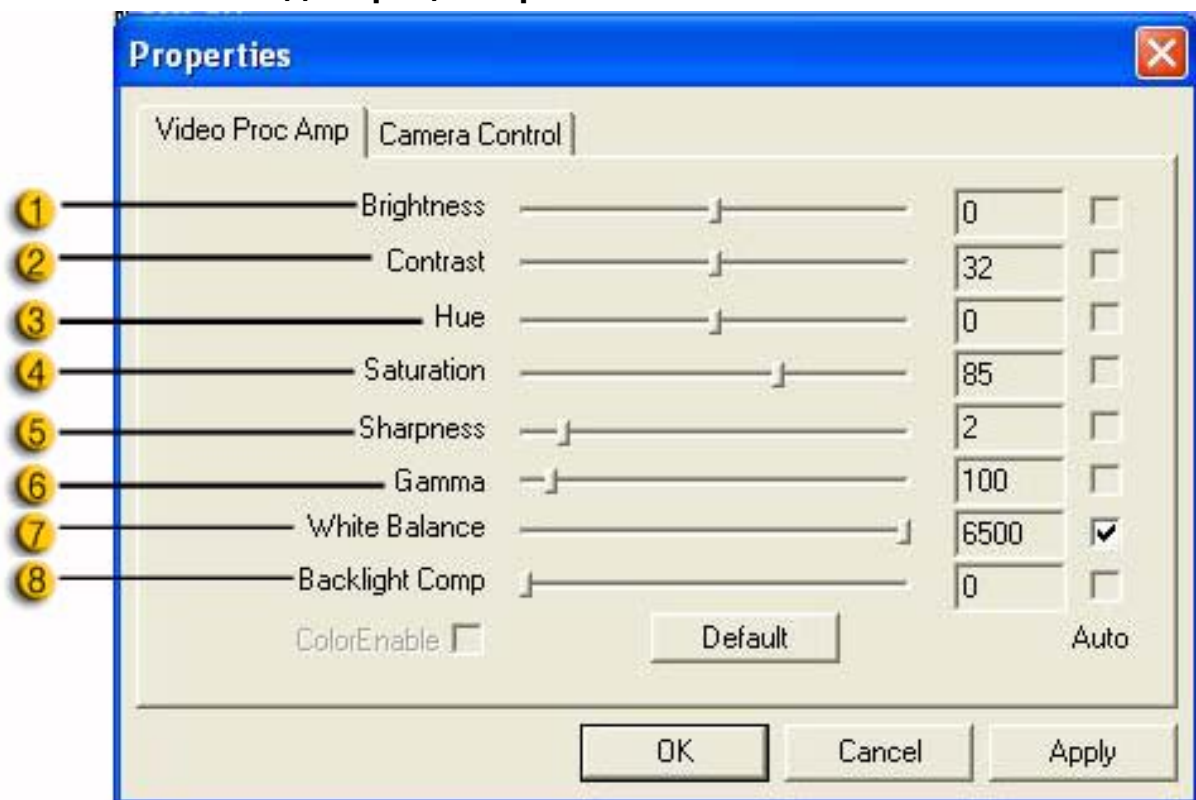 Properties
Video Proc Amp Camera Control
1 Brightness 0
2 Contrast 32
3 Hue 0
4 Saturation 85
5 Sharpness 2
6 Gamma 100
7 White Balance 6500
8 Backlight Comp 0
ColorEnable Default Auto
OK Cancel Apply